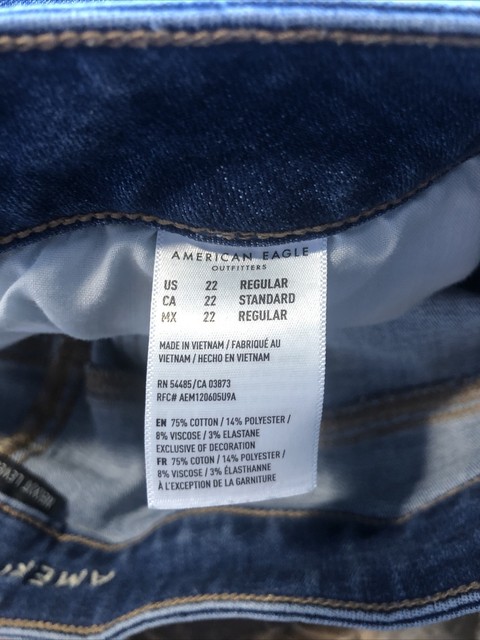 AMERICAN EAGLE
OUTFITTERS
US 22 REGULAR
CA 22 STANDARD
MX 22 REGULAR
MADE IN VIETNAM / FABRIQUÉ AU
VIETNAM / HECHO EN VIETNAM
RN 54485/CA 03873
RFC# AEM120605U9A
EN 75% COTTON / 14% POLYESTER /
8% VISCOSE / 3% ELASTANE
EXCLUSIVE OF DECORATION
FR 75% COTON / 14% POLYESTER /
8% VISCOSE / 3% ÉLASTHANNE
À L'EXCEPTION DE LA GARNITURE